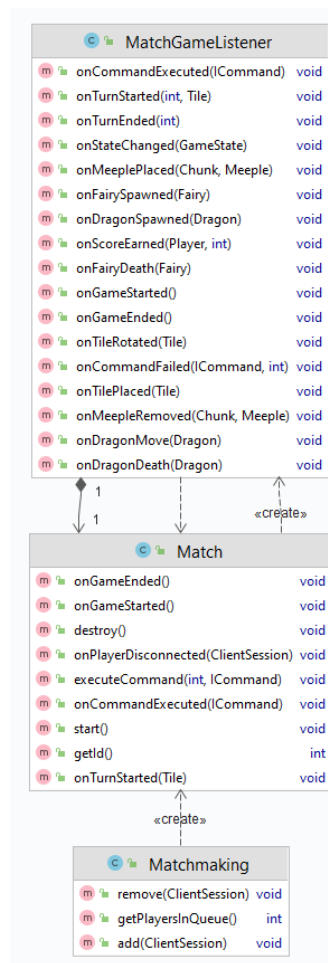 MatchGameListener
onCommandExecuted(ICommand) void
onTurnStarted(int, Tile) void
onTurnEnded(int) void
onStateChanged(GameState) void
onMeeplePlaced(Chunk, Meeple) void
onFairySpawned(Fairy) void
onDragonSpawned(Dragon) void
onScoreEarned(Player, int) void
onFairyDeath(Fairy) void
onGameStarted() void
onGameEnded() void
onTileRotated(Tile) void
onCommandFailed(ICommand, int) void
onTilePlaced(Tile) void
onMeepleRemoved(Chunk, Meeple) void
onDragonMove(Dragon) void
onDragonDeath(Dragon) void
1
«create»
1
Match
onGameEnded() void
onGameStarted() void
destroy() void
onPlayerDisconnected(ClientSession) void
executeCommand(int, ICommand) void
onCommandExecuted(ICommand) void
start() void
getId() int
onTurnStarted(Tile) void
«create»
Matchmaking
remove(ClientSession) void
getPlayersInQueue() int
add(ClientSession) void